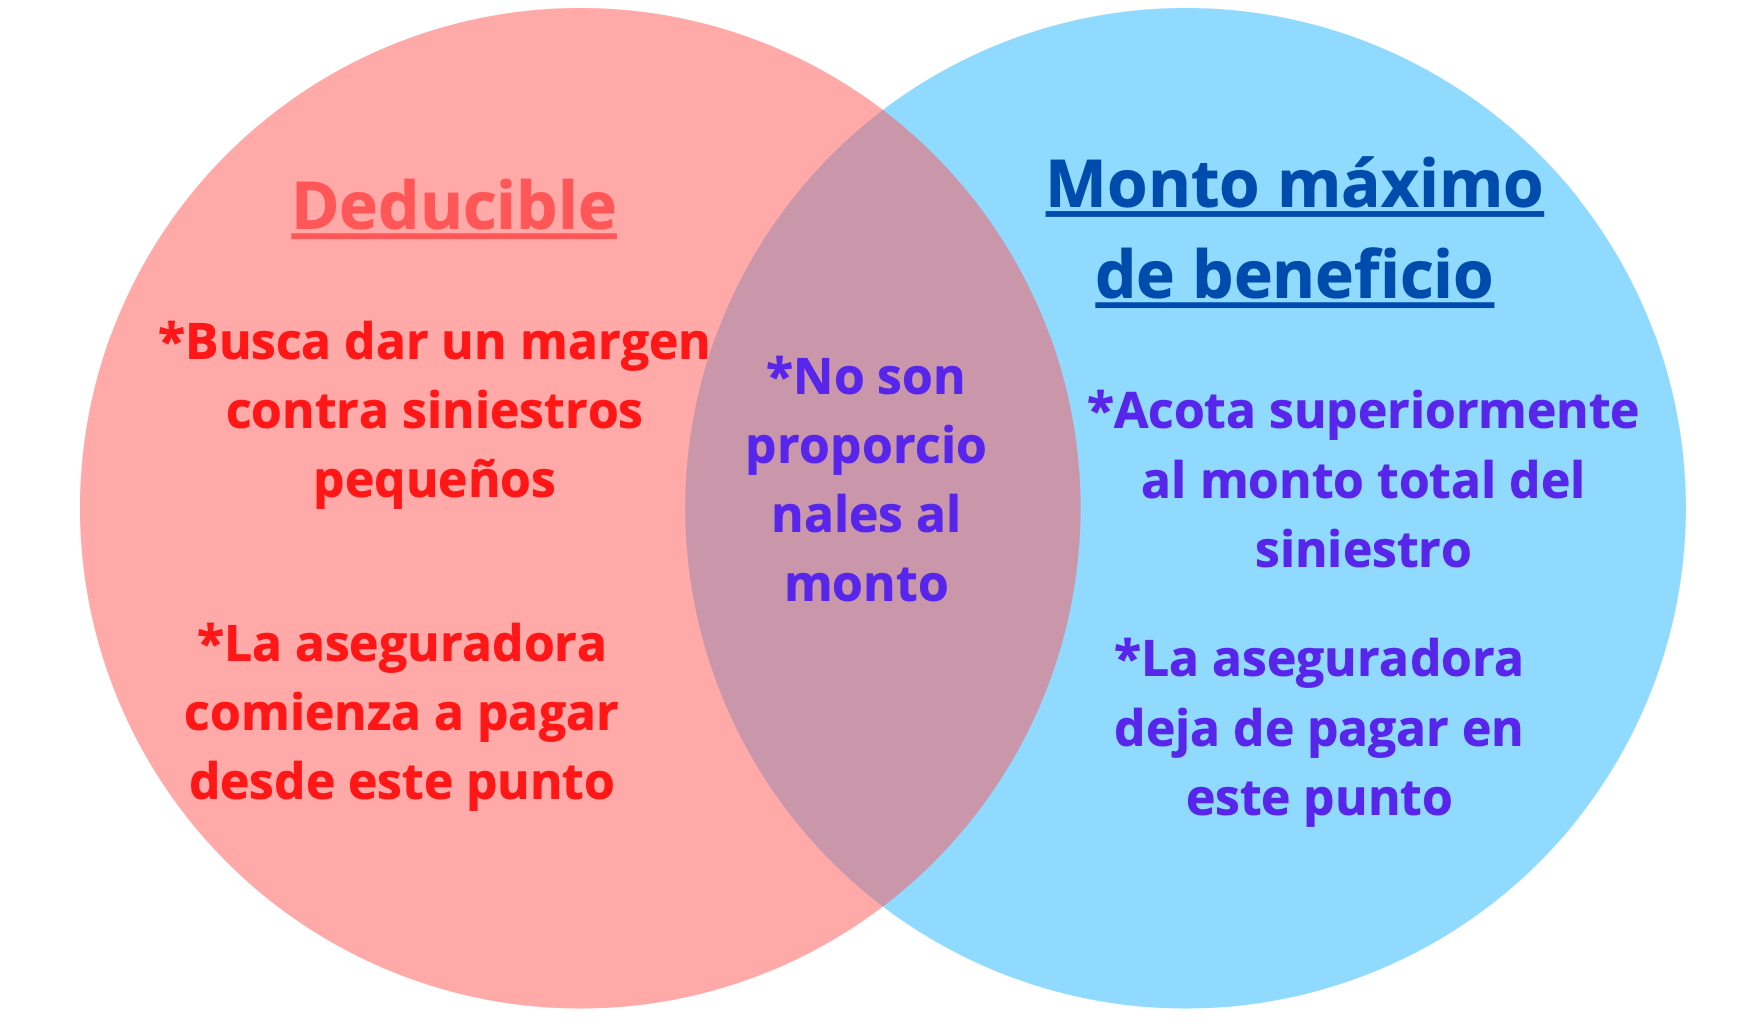 Deducible
*Busca dar un margen
contra siniestros
pequeños
*La aseguradora
comienza a pagar
desde este punto
*No son
proporcio
nales al
monto
Monto máximo
de beneficio
*Acota superiormente
al monto total del
siniestro
*La aseguradora
deja de pagar en
este punto